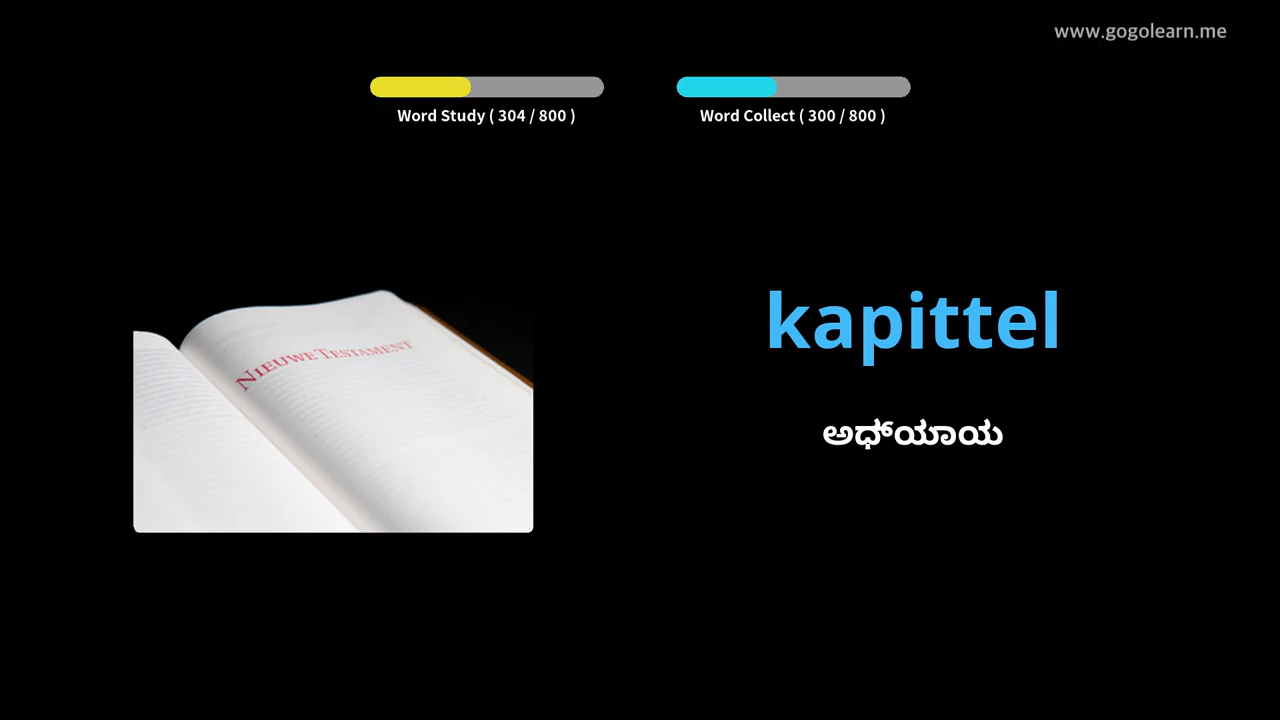 www.gogolearn.me
Word Study ( 304 / 800 )
Word Collect ( 300 / 800 )
NIEUWE TESTAMENT
kapittel
ಅಧ್ಯಾಯ